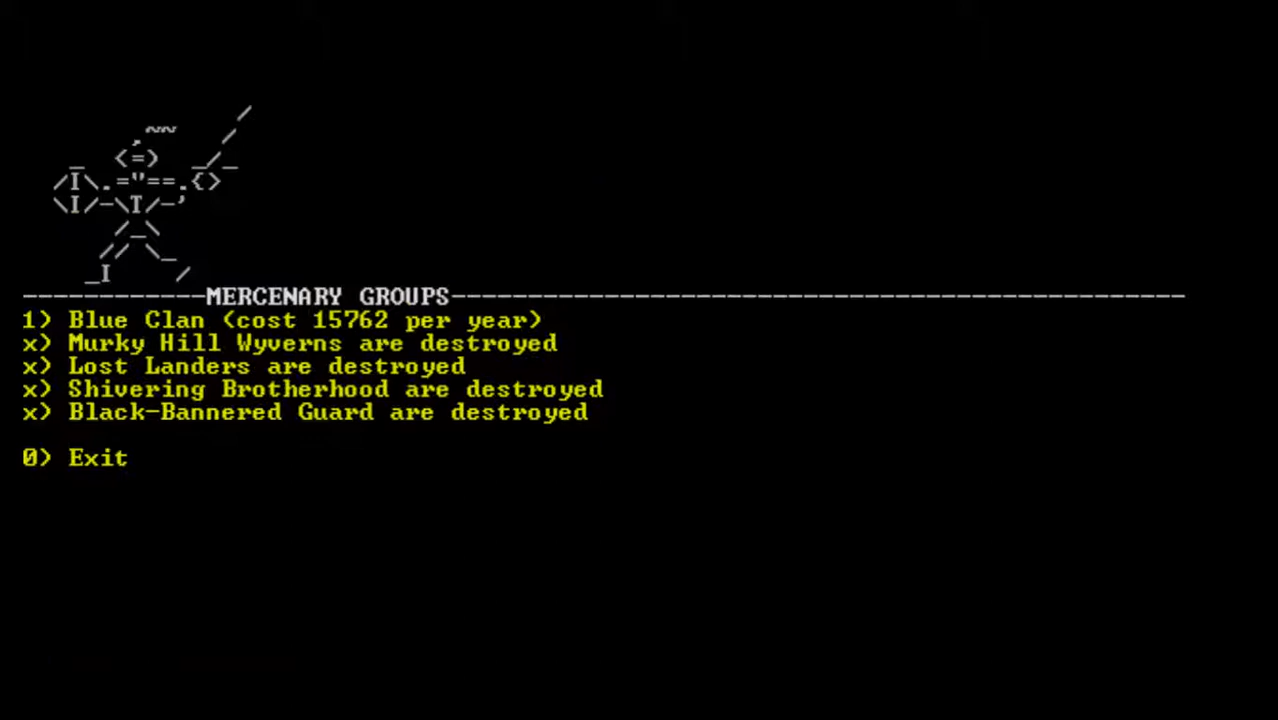 -----------MERCENARY GROUPS------------------------------------------------
1) Blue Clan (cost 15762 per year)
x) Murky Hill Wyverns are destroyed
x) Lost Landers are destroyed
x) Shivering Brotherhood are destroyed
x) Black-Bannered Guard are destroyed
0) Exit